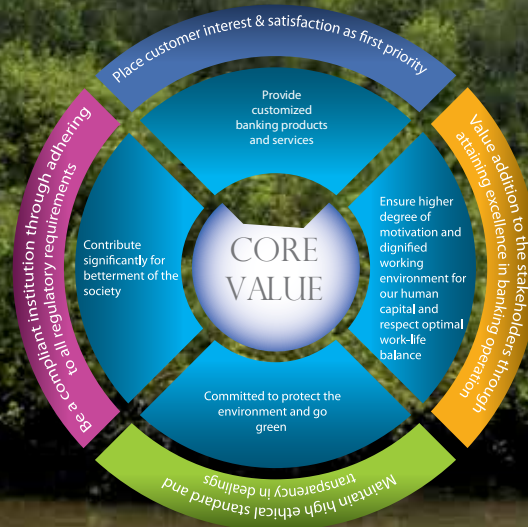 Place customer interest & satisfaction as first priority
Provide
customized
banking products
and services
Value addition to the stakeholders through
attaining excellence in banking operation
Ensure higher
degree of
motivation and
dignified
working
environment for
our human
capital and
respect optimal
work-life
balance
CORE
VALUE
Be a compliant institution through adhering
to all regulatory requirements
Contribute
significantly for
betterment of the
society
Committed to protect the
environment and go
green
Maintain high ethical standard and
transparency in dealings